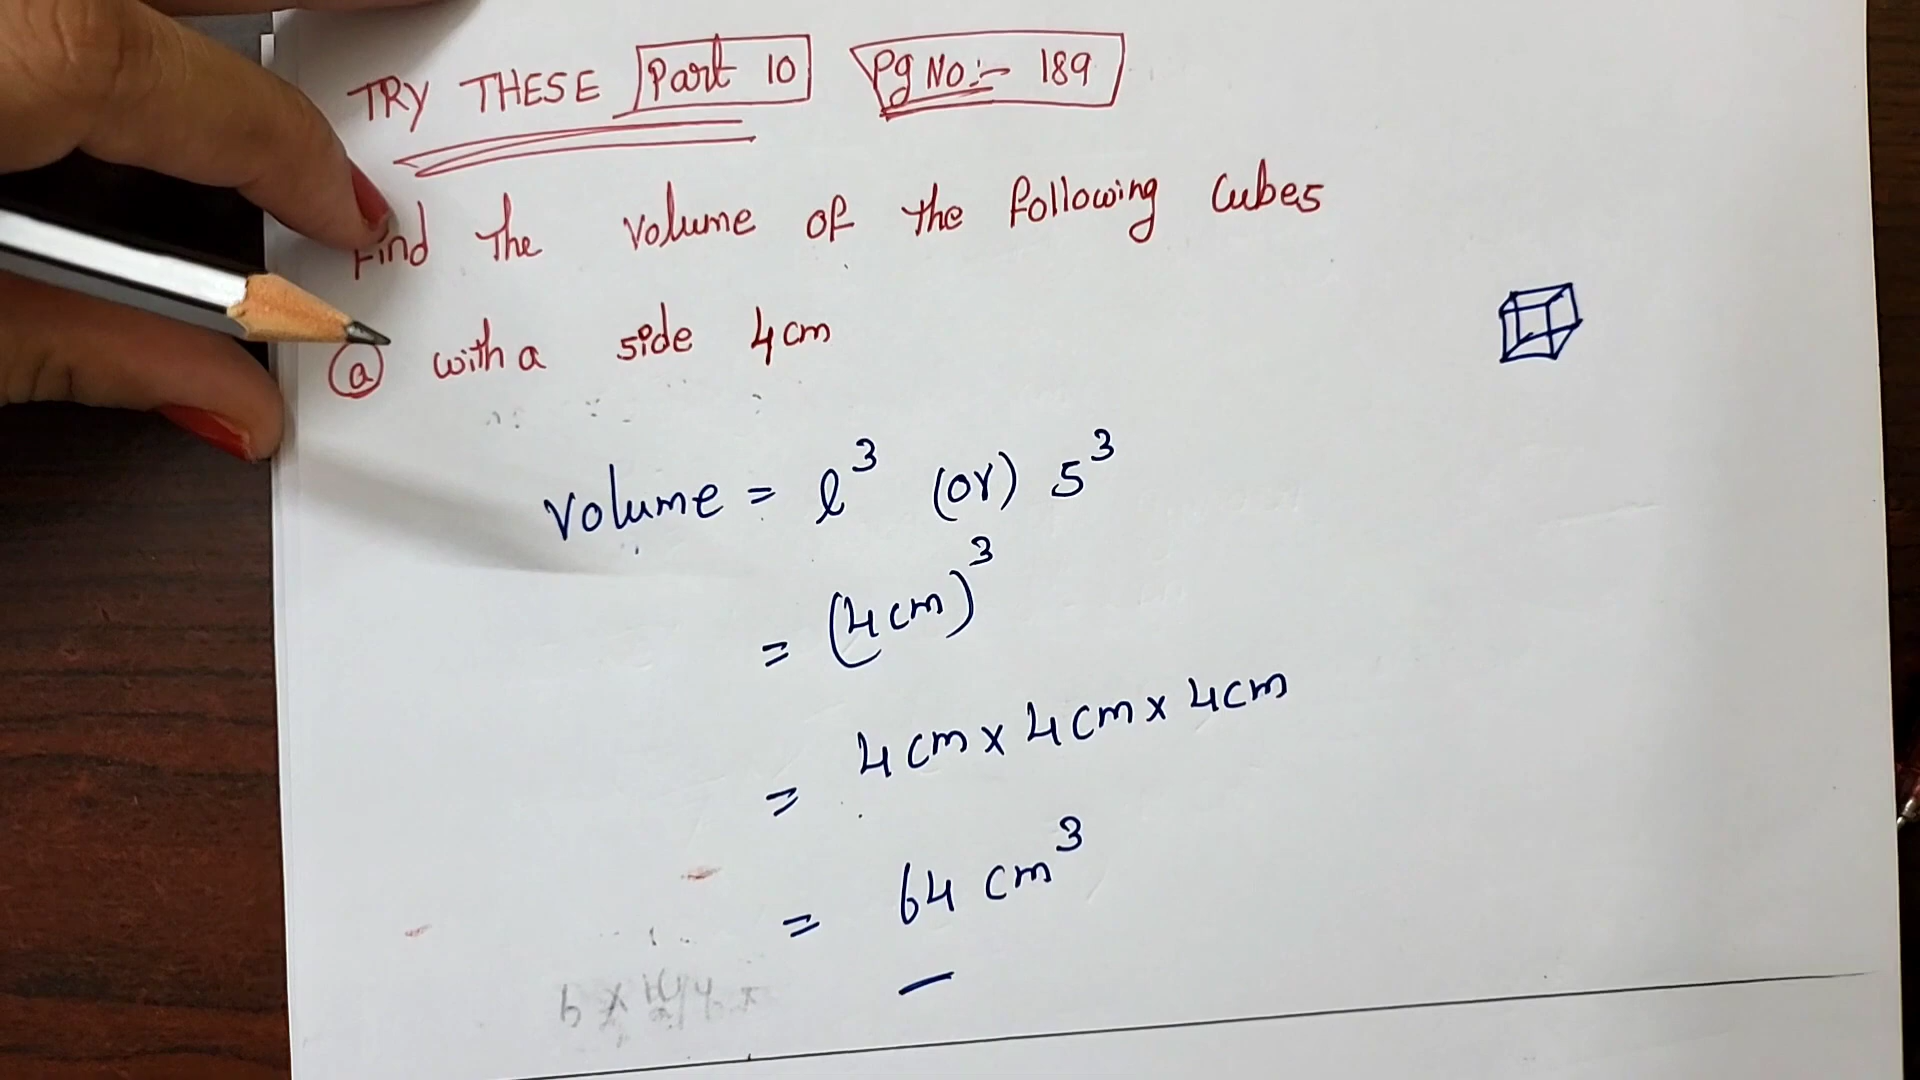 TRY THESE Part 10 Pg No:- 189
Find the volume of the following cubes
(a) with a side 4cm
volume = l³ (or) s³
= (4cm)³
= 4cm x 4cm x 4cm
= 64 cm³